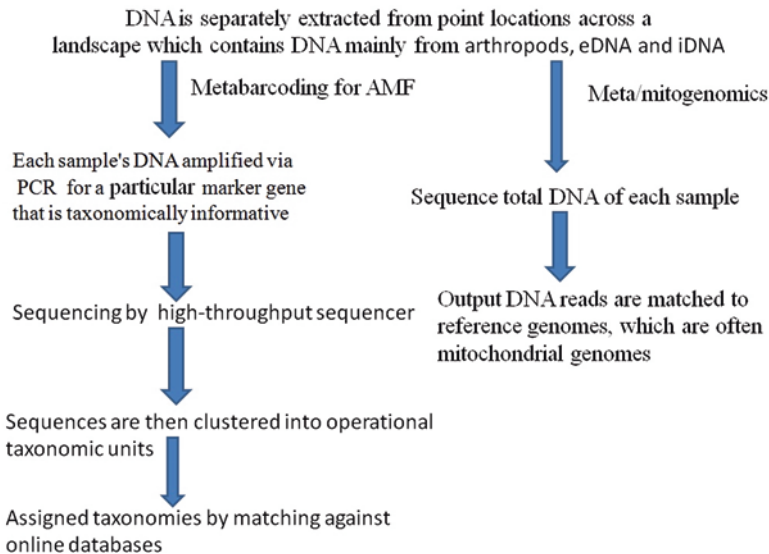 DNA is separately extracted from point locations across a
landscape which contains DNA mainly from arthropods, eDNA and iDNA
Metabarcoding for AMF
Each sample's DNA amplified via
PCR for a particular marker gene
that is taxonomically informative
Sequencing by high-throughput sequencer
Sequences are then clustered into operational
taxonomic units
Assigned taxonomies by matching against
online databases
Meta/mitogenomics
Sequence total DNA of each sample
Output DNA reads are matched to
reference genomes, which are often
mitochondrial genomes